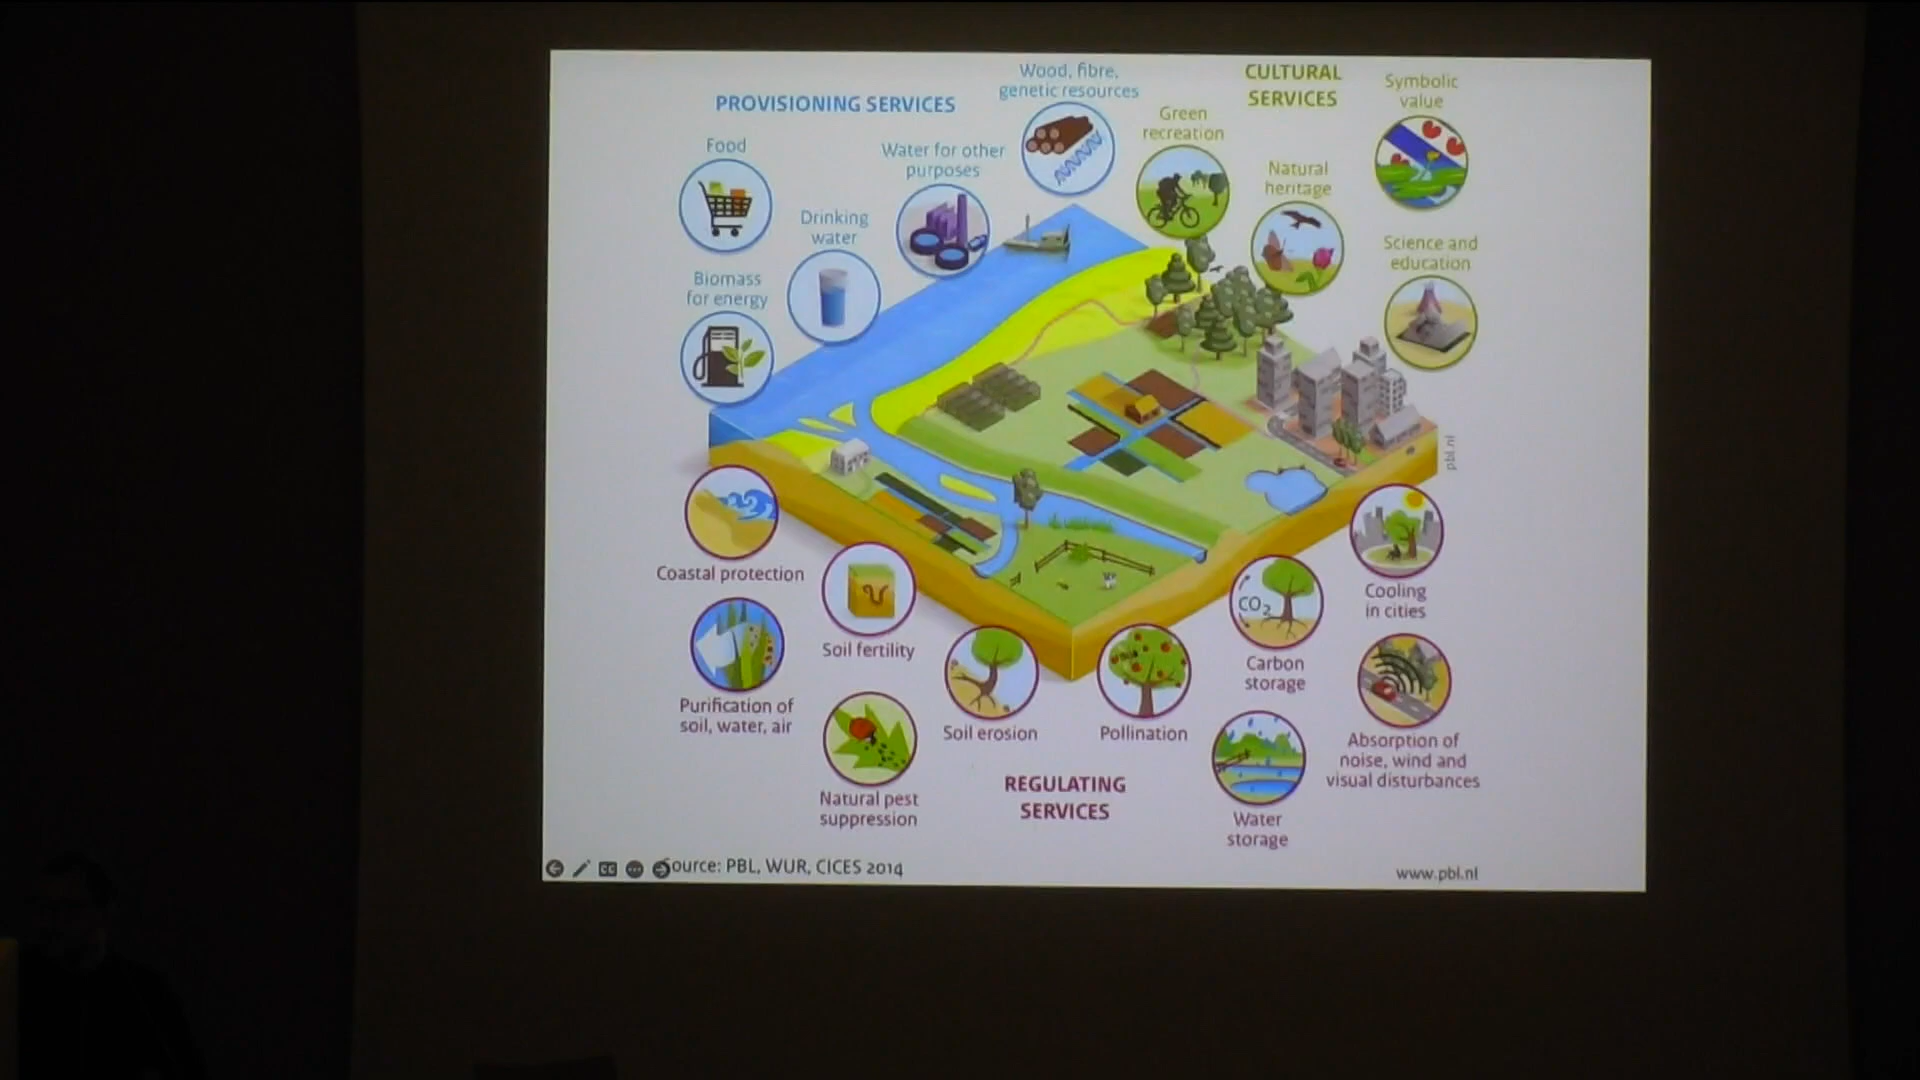 PROVISIONING SERVICES
Food
Drinking
water
Biomass
for energy
Water for other
purposes
Wood, fibre,
genetic resources
CULTURAL
SERVICES
Green
recreation
Natural
heritage
Symbolic
value
Science and
education
pbl.nl
Coastal protection
Soil fertility
Purification of
soil, water, air
Natural pest
suppression
Soil erosion
Pollination
CO2
Carbon
storage
Cooling
in cities
Water
storage
Absorption of
noise, wind and
visual disturbances
REGULATING
SERVICES
CC
Source: PBL, WUR, CICES 2014
www.pbl.nl